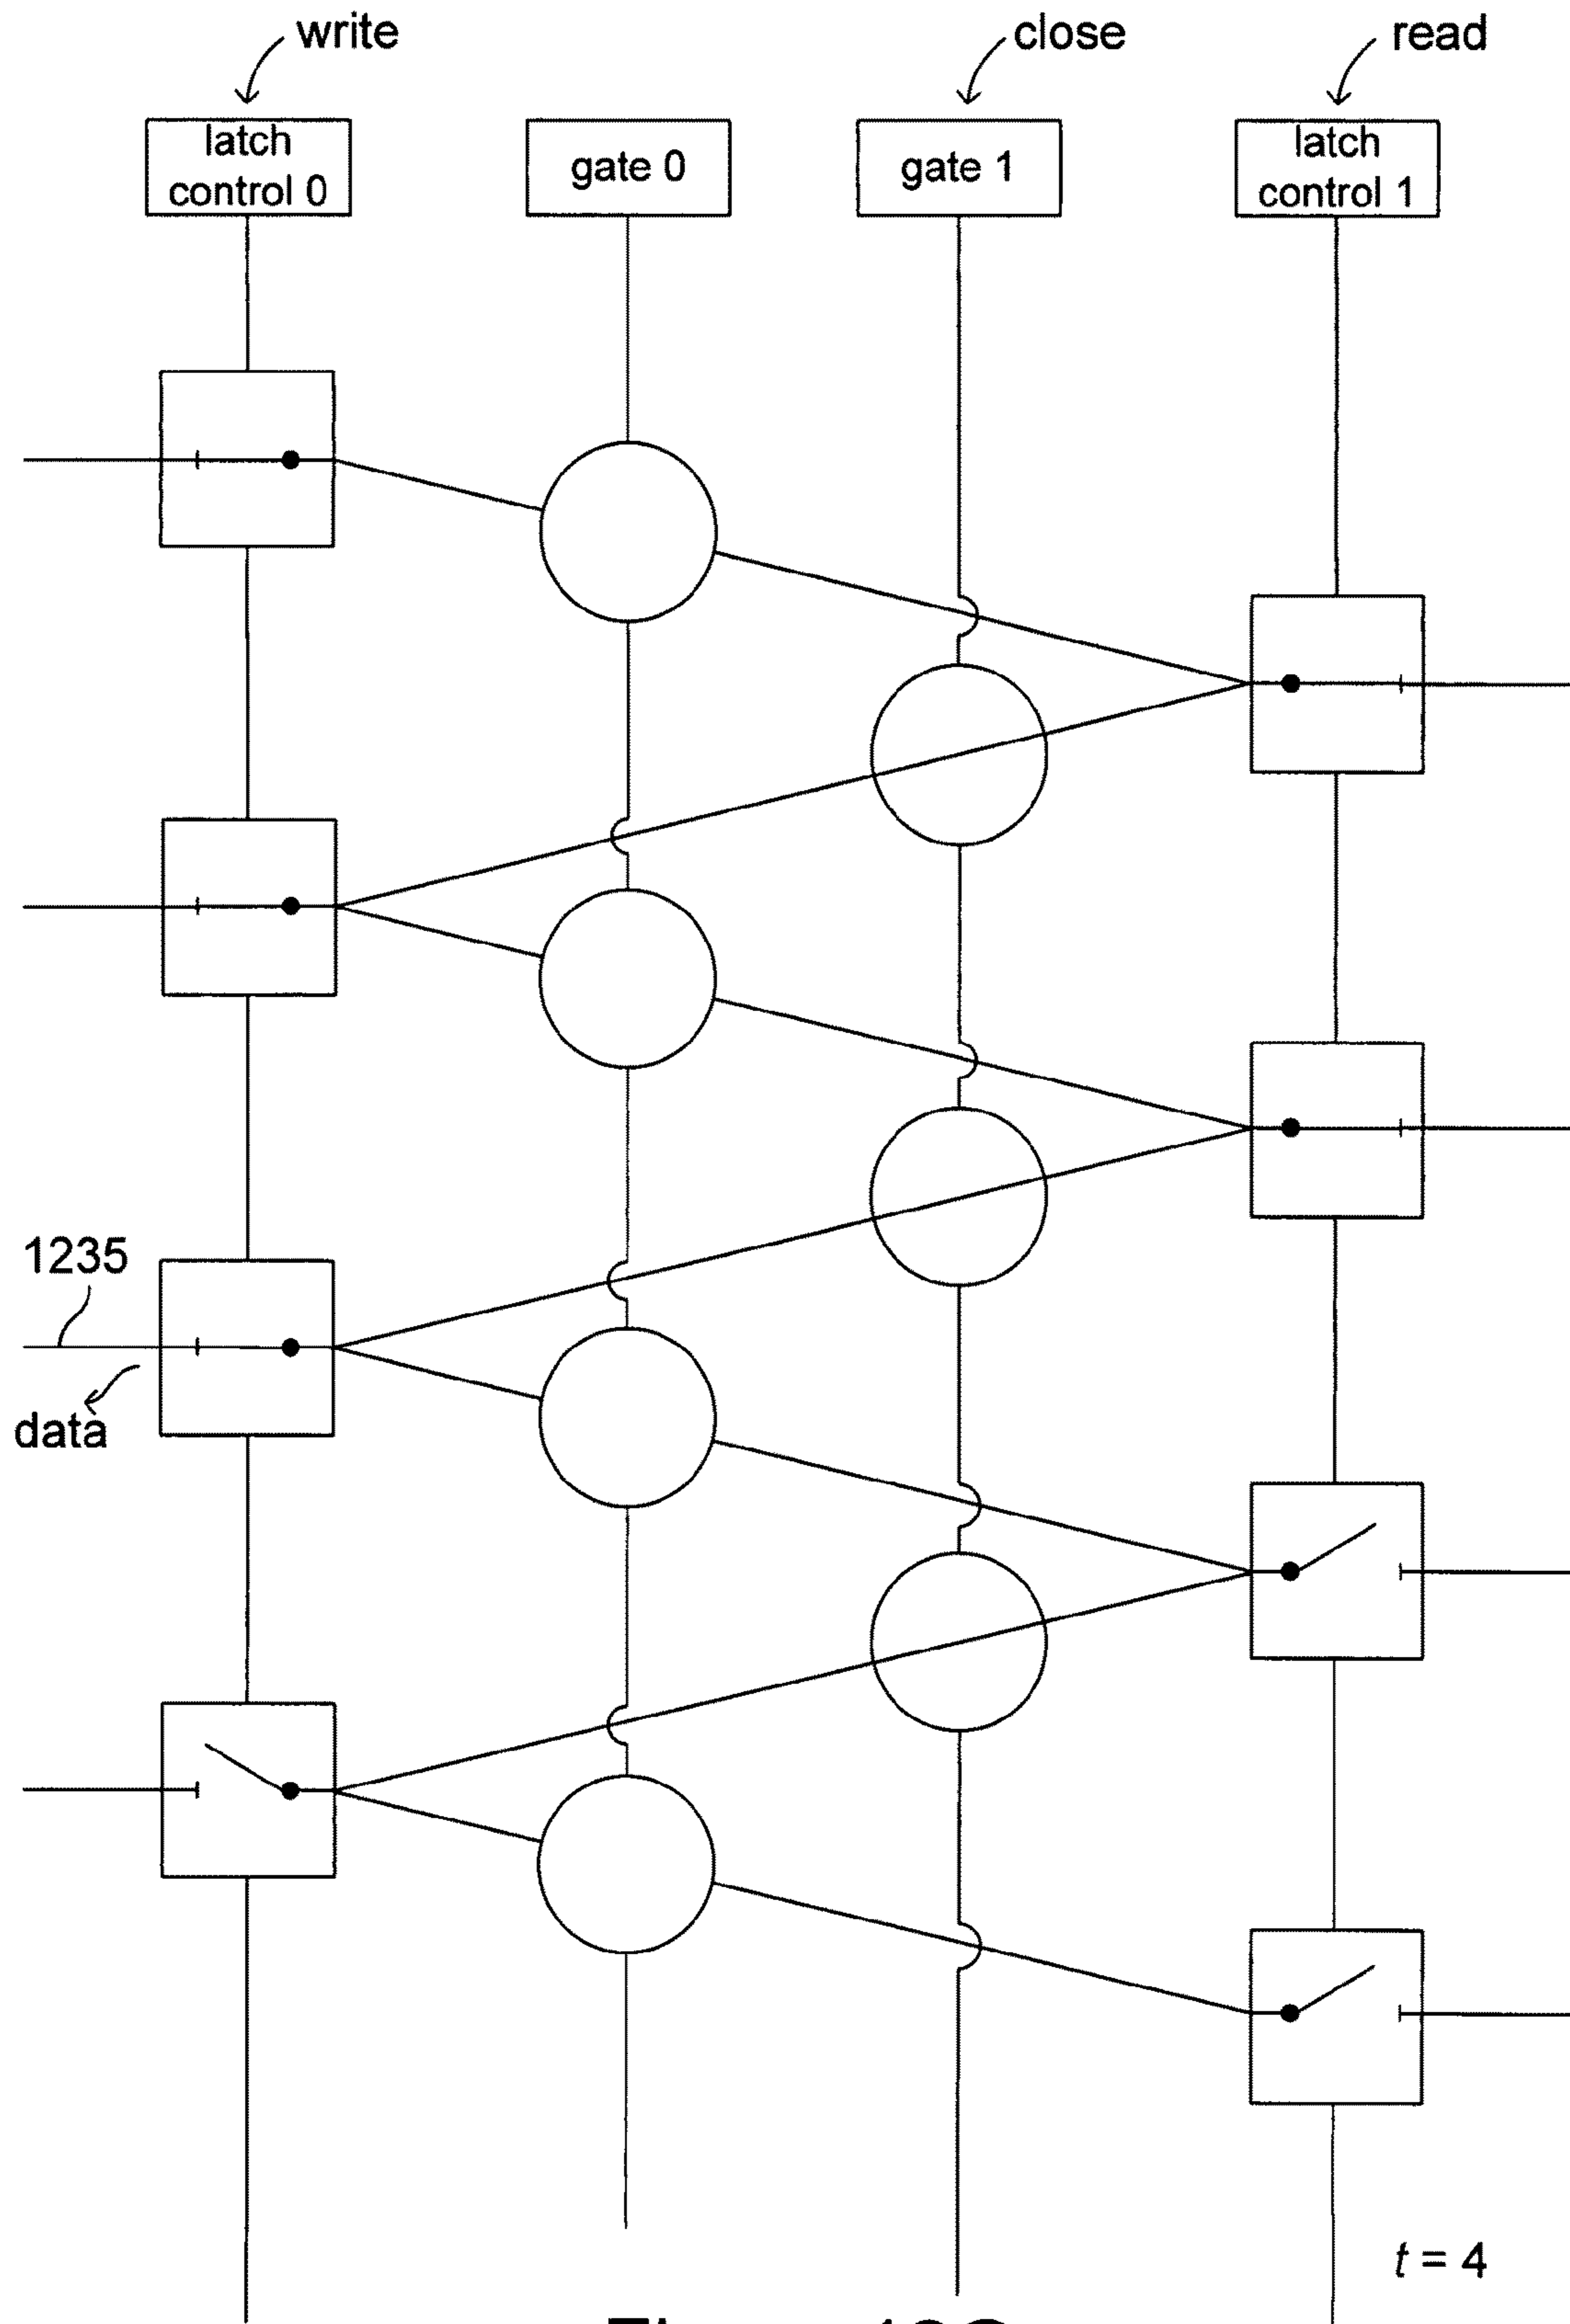 write
close
read
latch
control 0
gate 0
gate 1
latch
control 1
1235
data
t = 4